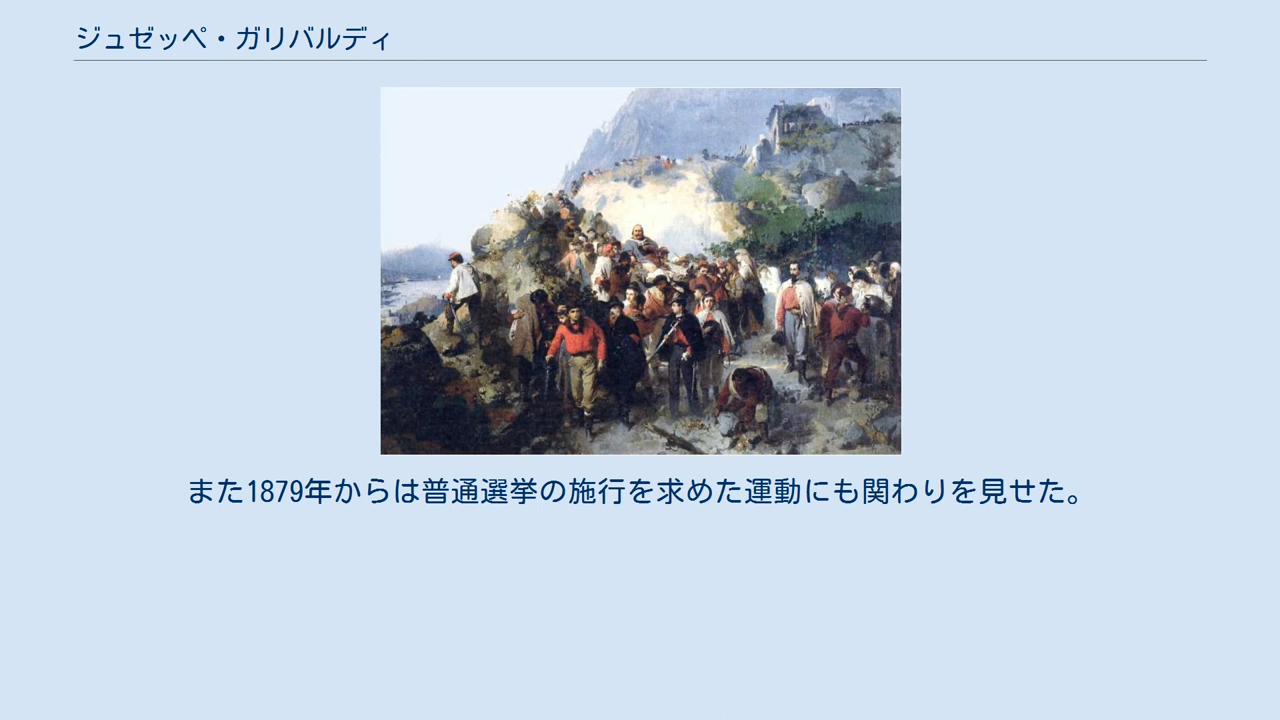 ジュゼッペ・ガリバルディ
また1879年からは普通選挙の施行を求めた運動にも関わりを見せた。